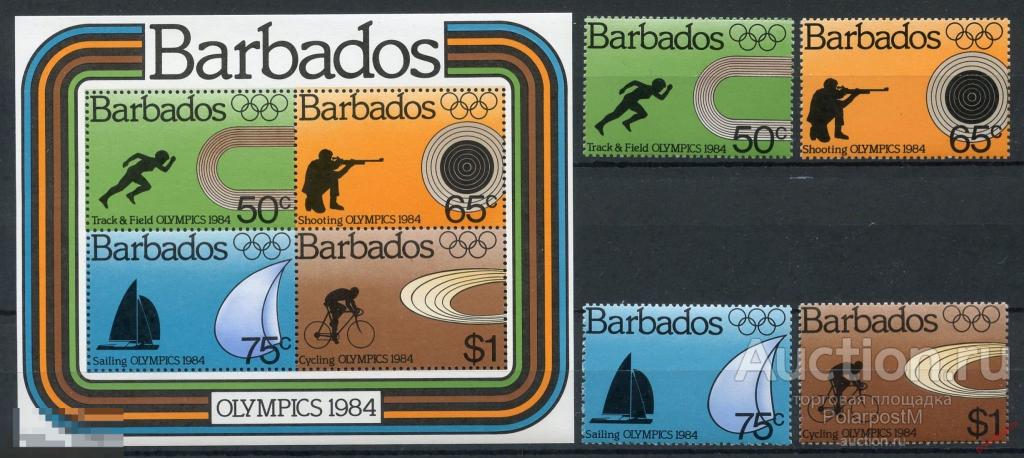 Barbados
Barbados
Track & Field OLYMPICS 1984
50c
Barbados
Shooting OLYMPICS 1984
65c
Barbados
Sailing OLYMPICS 1984
75c
Barbados
Cycling OLYMPICS 1984
$1
OLYMPICS 1984
Barbados
Track & Field OLYMPICS 1984
50c
Barbados
Shooting OLYMPICS 1984
65c
Barbados
Sailing OLYMPICS 1984
75c
Barbados
Cycling OLYMPICS 1984
$1
Auction.ru
торговая площадка
PolarpostM
auction.ru